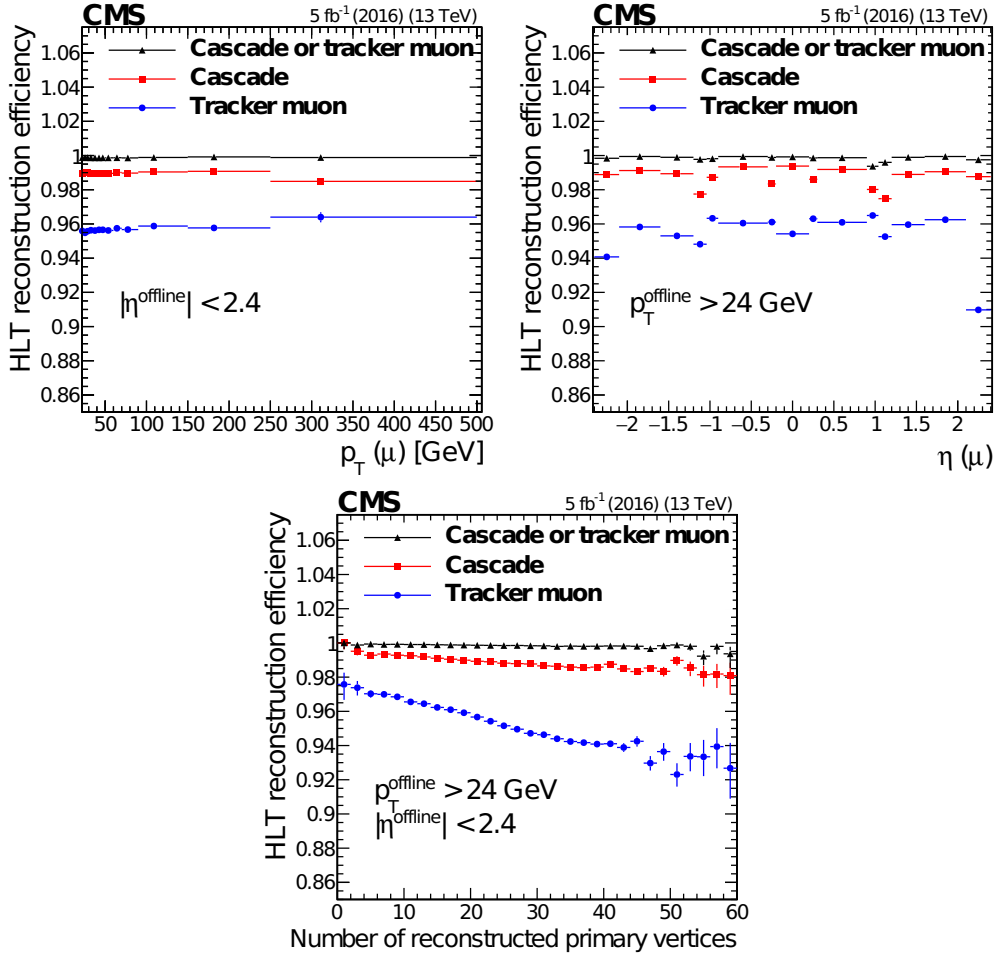 CMS 5 fb⁻¹ (2016) (13 TeV)
HLT reconstruction efficiency
1.06
1.04
1.02
1
0.98
0.96
0.94
0.92
0.9
0.88
0.86
Cascade or tracker muon
Cascade
Tracker muon
|η^offline| < 2.4
50 100 150 200 250 300 350 400 450 500
p_T (μ) [GeV]
CMS 5 fb⁻¹ (2016) (13 TeV)
HLT reconstruction efficiency
1.06
1.04
1.02
1
0.98
0.96
0.94
0.92
0.9
0.88
0.86
Cascade or tracker muon
Cascade
Tracker muon
p_T^offline > 24 GeV
−2 −1.5 −1 −0.5 0 0.5 1 1.5 2
η (μ)
CMS 5 fb⁻¹ (2016) (13 TeV)
HLT reconstruction efficiency
1.06
1.04
1.02
1
0.98
0.96
0.94
0.92
0.9
0.88
0.86
Cascade or tracker muon
Cascade
Tracker muon
p_T^offline > 24 GeV
|η^offline| < 2.4
0 10 20 30 40 50 60
Number of reconstructed primary vertices